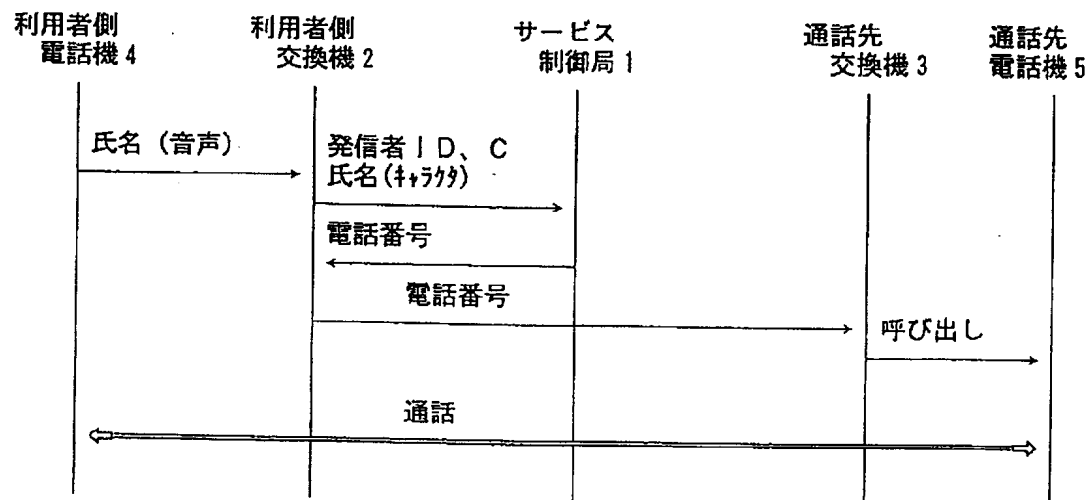 利用者側
電話機4
利用者側
交換機2
サービス
制御局1
通話先
交換機3
通話先
電話機5
氏名（音声）
発信者ID、C
氏名(ｷｬﾗｸﾀ)
電話番号
電話番号
呼び出し
通話